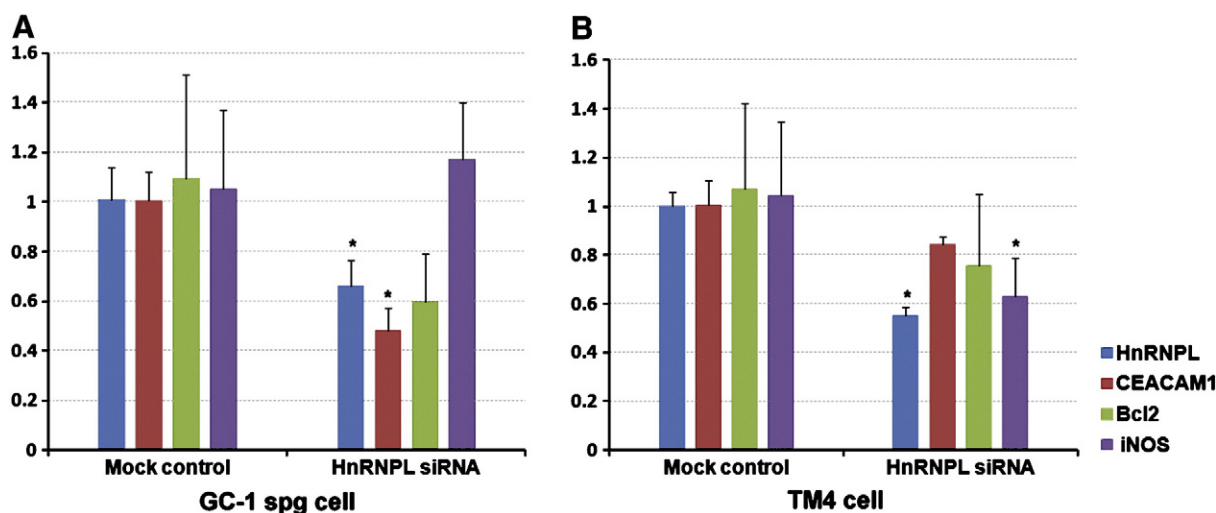 A
1.6
1.4
1.2
1
0.8
0.6
0.4
0.2
0
*
*
Mock control
HnRNPL siRNA
GC-1 spg cell
B
1.6
1.4
1.2
1
0.8
0.6
0.4
0.2
0
*
*
Mock control
HnRNPL siRNA
TM4 cell
HnRNPL
CEACAM1
Bcl2
iNOS